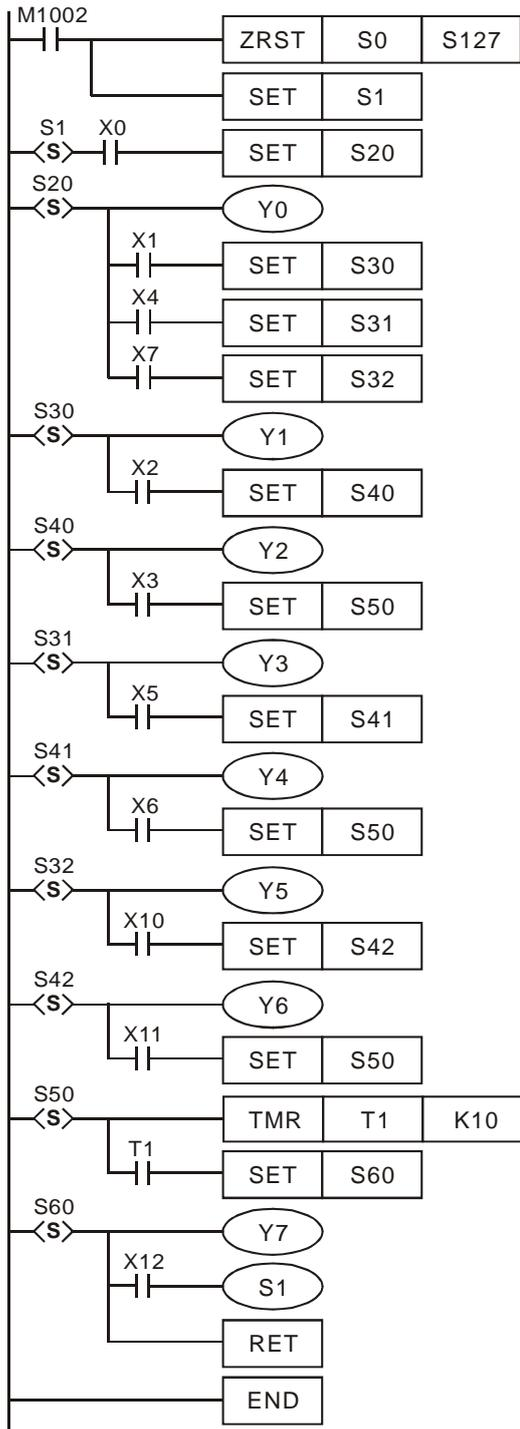 M1002
ZRST S0 S127
SET S1
S1 X0
S SET S20
S20
S Y0
X1
SET S30
X4
SET S31
X7
SET S32
S30
S Y1
X2
SET S40
S40
S Y2
X3
SET S50
S31
S Y3
X5
SET S41
S41
S Y4
X6
SET S50
S32
S Y5
X10
SET S42
S42
S Y6
X11
SET S50
S50
S TMR T1 K10
T1
SET S60
S60
S Y7
X12
S1
RET
END